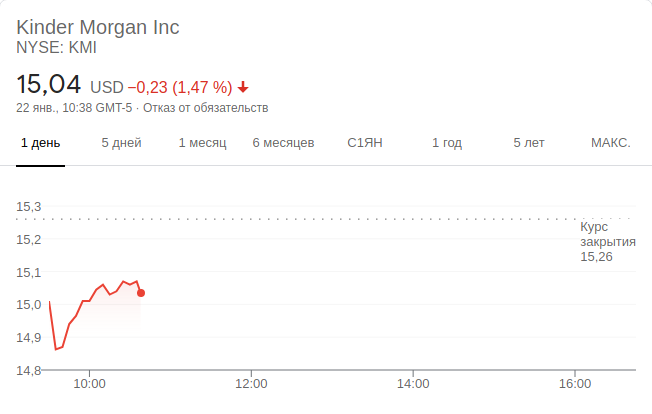 Kinder Morgan Inc
NYSE: KMI
15,04 USD −0,23 (1,47 %)
22 янв., 10:38 GMT-5 · Отказ от обязательств
1 день 5 дней 1 месяц 6 месяцев С1ЯН 1 год 5 лет МАКС.
15,3
Курс
закрытия
15,26
15,2
15,1
15,0
14,9
14,8
10:00 12:00 14:00 16:00